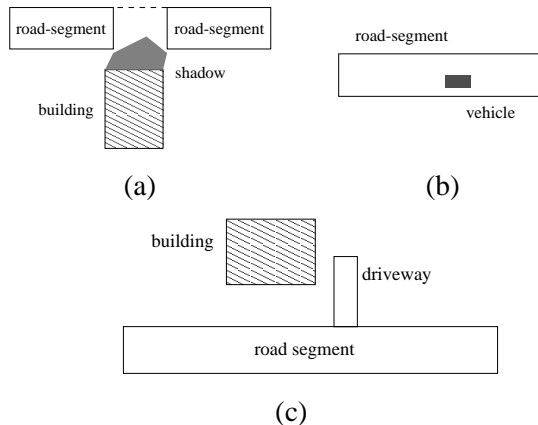 road-segment
road-segment
shadow
building
(a)
road-segment
vehicle
(b)
building
driveway
road segment
(c)